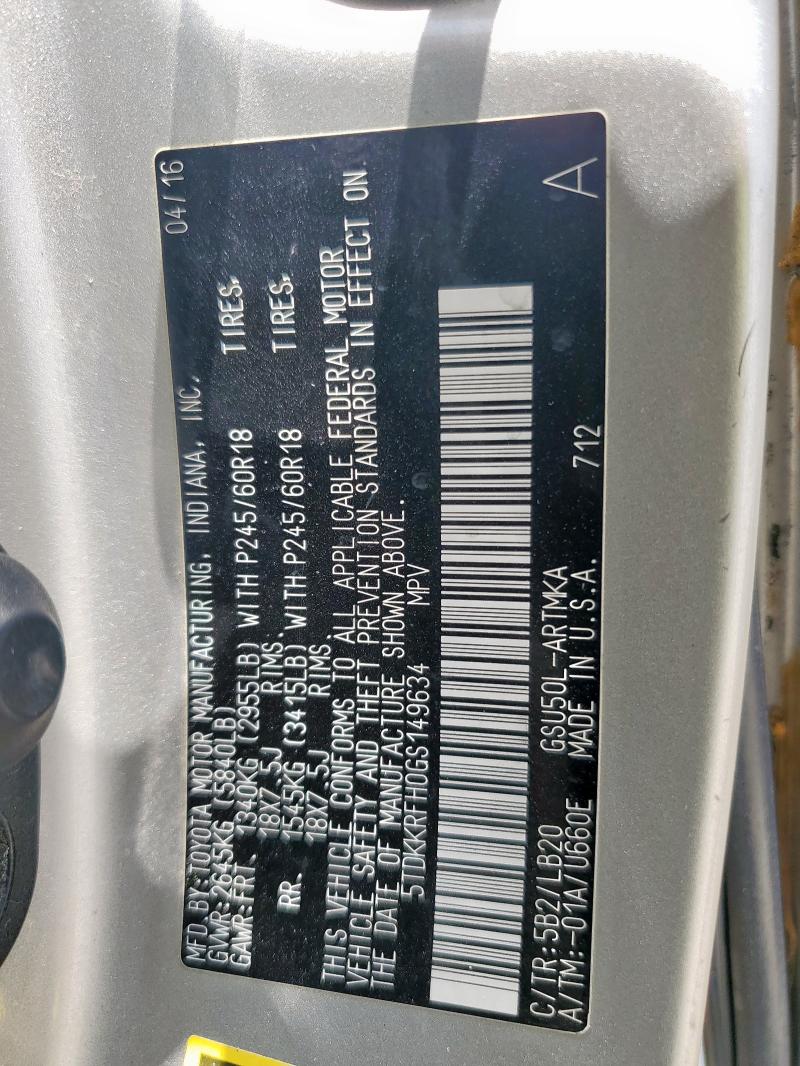 MFD. BY: TOYOTA MOTOR MANUFACTURING, INDIANA, INC. 04/16
GVWR: 2645KG (5840LB)
GAWR: FRT. 1340KG (2955LB) WITH P245/60R18 TIRES.
18X7.5J RIMS.
RR. 1545KG (3415LB) WITH P245/60R18 TIRES.
18X7.5J RIMS.
THIS VEHICLE CONFORMS TO ALL APPLICABLE FEDERAL MOTOR
VEHICLE SAFETY AND THEFT PREVENTION STANDARDS IN EFFECT ON
THE DATE OF MANUFACTURE SHOWN ABOVE.
5TDKKRFH0GS149634 MPV
C/TR: 5B2/LB20 GSU50L-ARTMKA
A/TM: -01A/U660E MADE IN U.S.A. 712 A